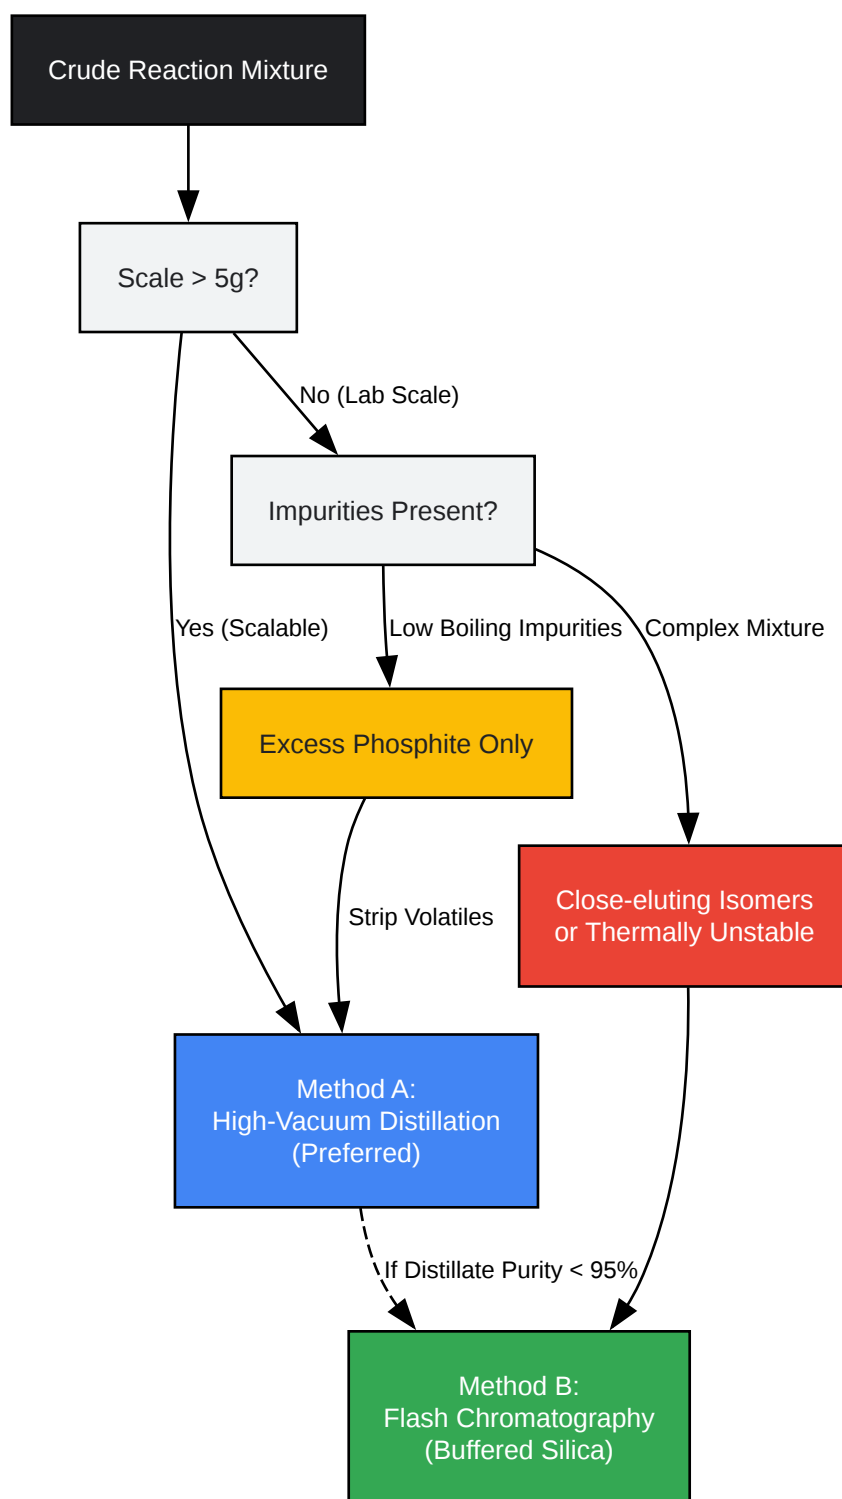 Crude Reaction Mixture
Scale > 5g?
No (Lab Scale)
Impurities Present?
Yes (Scalable)
Low Boiling Impurities
Complex Mixture
Excess Phosphite Only
Close-eluting Isomers
or Thermally Unstable
Strip Volatiles
Method A:
High-Vacuum Distillation
(Preferred)
If Distillate Purity < 95%
Method B:
Flash Chromatography
(Buffered Silica)